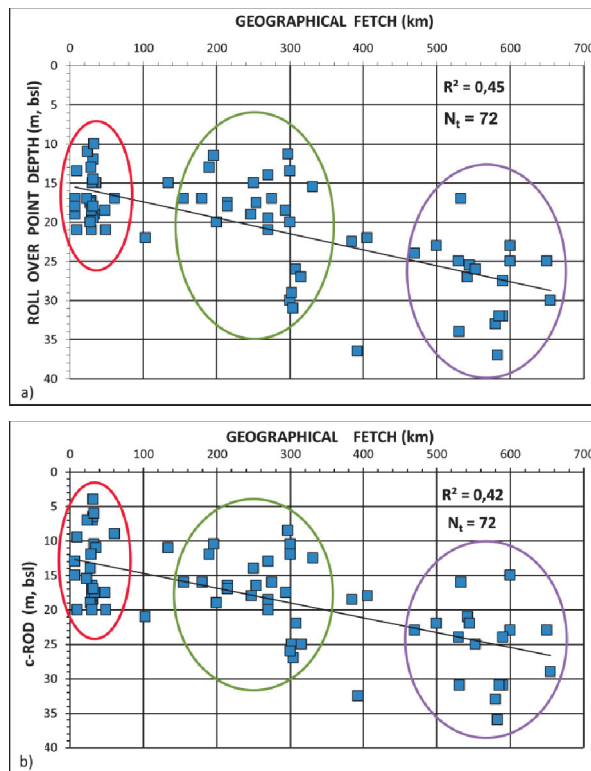 GEOGRAPHICAL FETCH (km)
0 100 200 300 400 500 600 700
0
5
10
15
20
25
30
35
40
ROLL OVER POINT DEPTH (m, bsl)
R² = 0,45
Nt = 72
a)
GEOGRAPHICAL FETCH (km)
0 100 200 300 400 500 600 700
0
5
10
15
20
25
30
35
40
c-ROD (m, bsl)
R² = 0,42
Nt = 72
b)